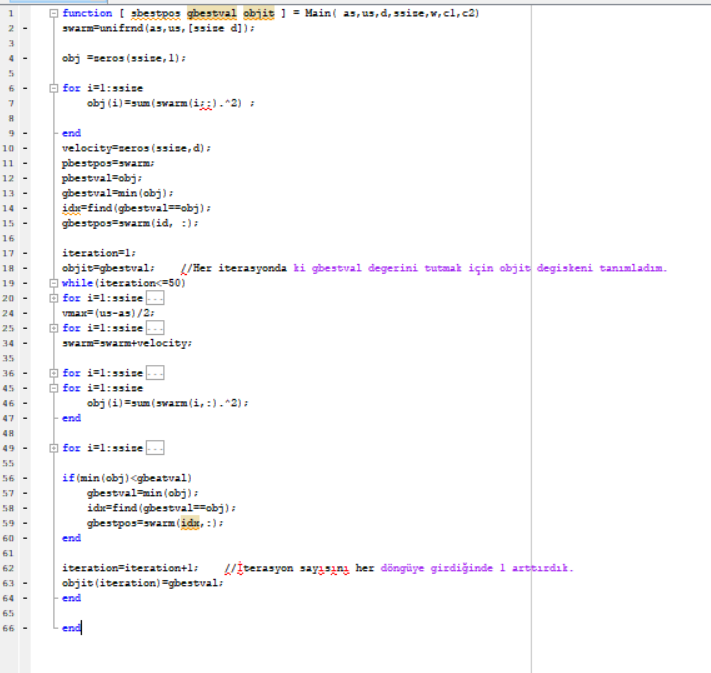 1 - function [ sbestpos gbestval objit ] = Main( as,us,d,ssize,w,c1,c2)
2 - swarm=unifrnd(as,us,[ssize d]);
3
4 - obj =zeros(ssize,1);
5
6 - for i=1:ssize
7 - obj(i)=sum(swarm(i;;).^2) ;
8
9 - end
10 - velocity=zeros(ssize,d);
11 - pbestpos=swarm;
12 - pbestval=obj;
13 - gbestval=min(obj);
14 - idx=find(gbestval==obj);
15 - gbestpos=swarm(id, :);
16
17 - iteration=1;
18 - objit=gbestval; //Her iterasyonda ki gbestval degerini tutmak için objit degiskeni tanımladım.
19 - while(iteration<=50)
20 - for i=1:ssize ...
24 - vmax=(us-as)/2;
25 - for i=1:ssize ...
34 - swarm=swarm+velocity;
35
36 - for i=1:ssize ...
45 - for i=1:ssize
46 - obj(i)=sum(swarm(i,:).^2);
47 - end
48
49 - for i=1:ssize ...
55
56 - if(min(obj)<gbeatval)
57 - gbestval=min(obj);
58 - idx=find(gbestval==obj);
59 - gbestpos=swarm(idx,:);
60 - end
61
62 - iteration=iteration+1; //İterasyon sayısını her döngüye girdiğinde 1 arttırdık.
63 - objit(iteration)=gbestval;
64 - end
65
66 - end